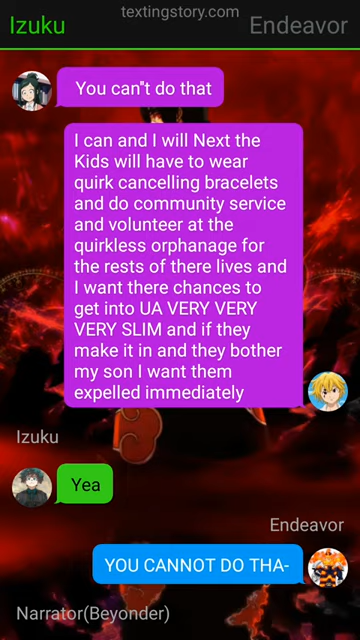 textingstory.com
Izuku
Endeavor
You can"t do that
I can and I will Next the
Kids will have to wear
quirk cancelling bracelets
and do community service
and volunteer at the
quirkless orphanage for
the rests of there lives and
I want there chances to
get into UA VERY VERY
VERY SLIM and if they
make it in and they bother
my son I want them
expelled immediately
Izuku
Yea
Endeavor
YOU CANNOT DO THA-
Narrator(Beyonder)